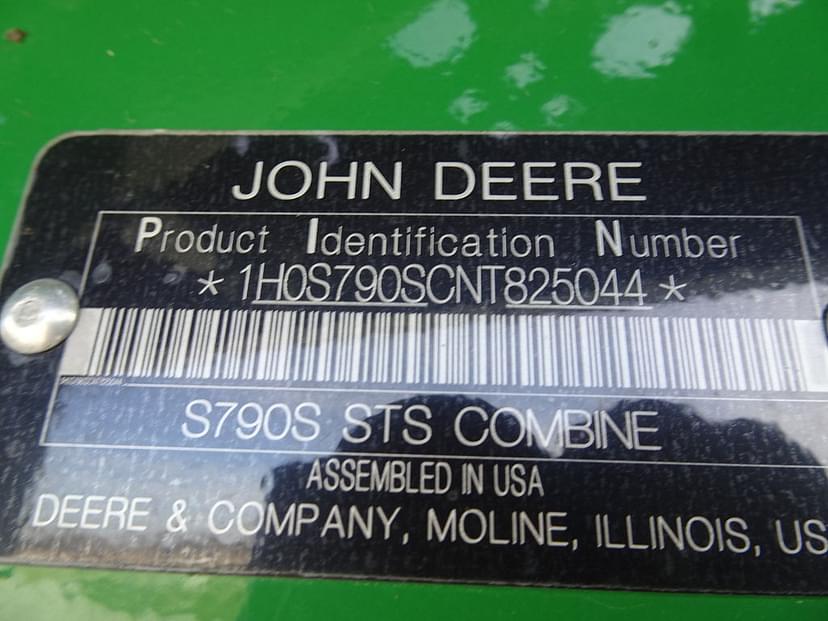 JOHN DEERE
Product Identification Number
*1H0S790SCNT825044*
S790S STS COMBINE
ASSEMBLED IN USA
DEERE & COMPANY, MOLINE, ILLINOIS, US